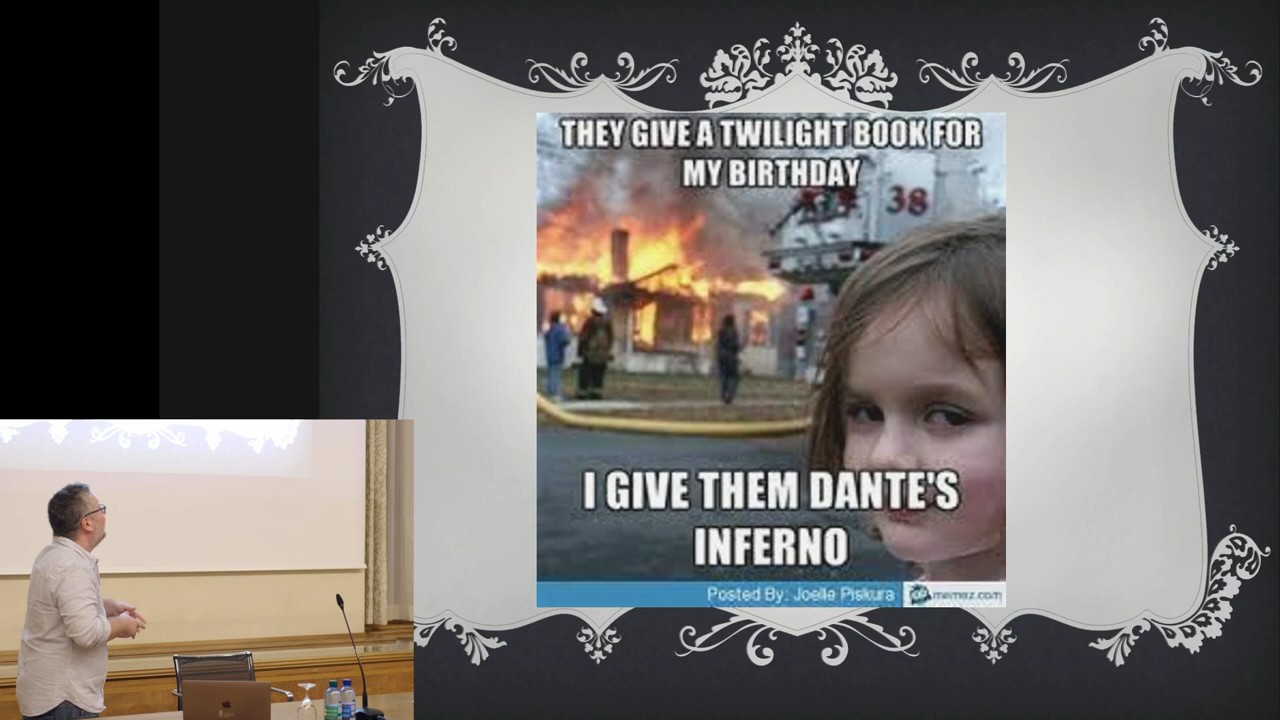 THEY GIVE A TWILIGHT BOOK FOR
MY BIRTHDAY
38
I GIVE THEM DANTE'S
INFERNO
Posted By: Joelle Piskura
memez.com